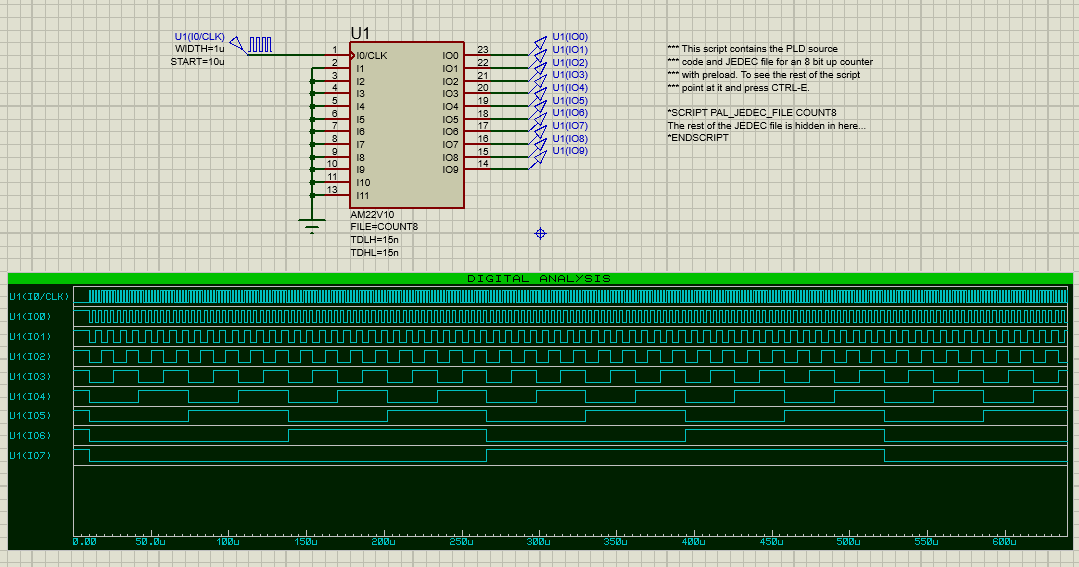 U1(I0/CLK)
WIDTH=1u
START=10u
U1
1
2
3
4
5
6
7
8
9
10
11
13
I0/CLK
I1
I2
I3
I4
I5
I6
I7
I8
I9
I10
I11
IO0
IO1
IO2
IO3
IO4
IO5
IO6
IO7
IO8
IO9
23
22
21
20
19
18
17
16
15
14
U1(IO0)
U1(IO1)
U1(IO2)
U1(IO3)
U1(IO4)
U1(IO5)
U1(IO6)
U1(IO7)
U1(IO8)
U1(IO9)
AM22V10
FILE=COUNT8
TDLH=15n
TDHL=15n
*** This script contains the PLD source
*** code and JEDEC file for an 8 bit up counter
*** with preload. To see the rest of the script
*** point at it and press CTRL-E.
*SCRIPT PAL_JEDEC_FILE COUNT8
The rest of the JEDEC file is hidden in here...
*ENDSCRIPT
DIGITAL ANALYSIS
U1(I0/CLK)
U1(IO0)
U1(IO1)
U1(IO2)
U1(IO3)
U1(IO4)
U1(IO5)
U1(IO6)
U1(IO7)
0.00 50.0u 100u 150u 200u 250u 300u 350u 400u 450u 500u 550u 600u